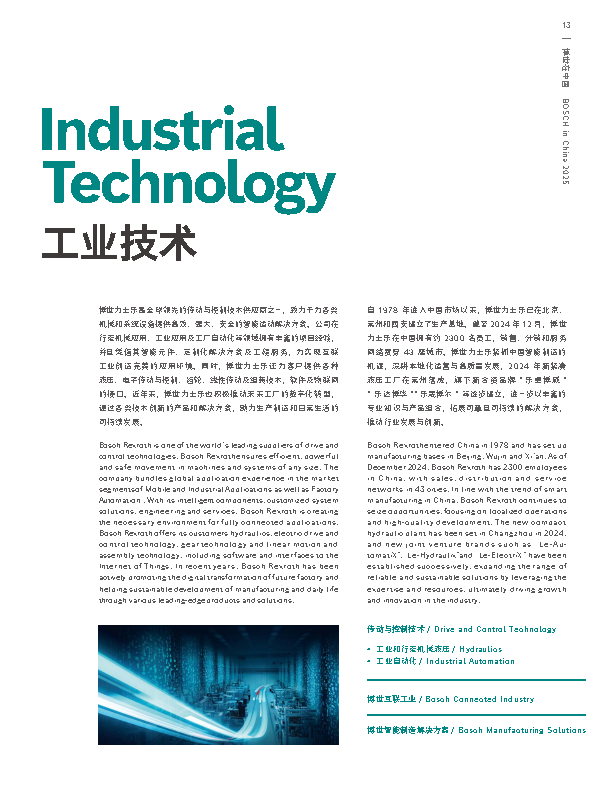 13
博世在中国 BOSCH in China 2025
Industrial
Technology
工业技术
博世力士乐是全球领先的传动与控制技术供应商之一，致力于为各类
机械和系统设备提供高效、强大、安全的智能运动解决方案。公司在
行走机械应用、工业应用及工厂自动化等领域拥有丰富的项目经验，
并且凭借其智能元件、定制化解决方案及工程服务，为实现互联
工业创造完美的应用环境。同时，博世力士乐还为客户提供各种
液压、电子传动与控制、齿轮、线性传动及组装技术、软件及物联网
的接口。近年来，博世力士乐也积极推动未来工厂的数字化转型，
通过各类技术创新的产品和解决方案，助力生产制造和日常生活的
可持续发展。
Bosch Rexroth is one of the world's leading suppliers of drive and
control technologies. Bosch Rexroth ensures efficient, powerful
and safe movement in machines and systems of any size. The
company bundles global application experience in the market
segments of Mobile and Industrial Applications as well as Factory
Automation . With its intelligent components, customized system
solutions, engineering and services, Bosch Rexroth is creating
the necessary environment for fully connected applications.
Bosch Rexroth offers its customers hydraulics, electric drive and
control technology, gear technology and linear motion and
assembly technology, including software and interfaces to the
Internet of Things. In recent years, Bosch Rexroth has been
actively promoting the digital transformation of future factory and
helping sustainable development of manufacturing and daily life
through various leading-edge products and solutions.
自 1978 年进入中国市场以来，博世力士乐已在北京、
常州和西安建立了生产基地。截至 2024 年 12 月，博世
力士乐在中国拥有约 2300 名员工，销售、分销和服务
网络覆盖 43 座城市。博世力士乐紧抓中国智能制造的
机遇，深耕本地化运营与高质量发展。2024 年新紧凑
液压工厂在常州落成，旗下新合资品牌 " 乐奥博威 "
" 乐达博华 " " 乐晟博尔 " 等逐步建立，进一步以丰富的
专业知识与产品组合，拓展可靠且可持续的解决方案，
推动行业发展与创新。
Bosch Rexroth entered China in 1978 and has set up
manufacturing bases in Beijing, Wujin and Xi'an. As of
December 2024, Bosch Rexroth has 2300 employees
in China, with sales, distribution and service
networks in 43 cities. In line with the trend of smart
manufacturing in China, Bosch Rexroth continues to
seize opportunities, focusing on localized operations
and high-quality development. The new compact
hydraulic plant has been set in Changzhou in 2024,
and new joint venture brands such as Le-Au-
tomatiX", Le-HydrauliX"and Le-ElectriX" have been
established successively, expanding the range of
reliable and sustainable solutions by leveraging the
expertise and resources, ultimately driving growth
and innovation in the industry.
传动与控制技术 / Drive and Control Technology
• 工业和行走机械液压 / Hydraulics
• 工业自动化 / Industrial Automation
博世互联工业 / Bosch Connected Industry
博世智能制造解决方案 / Bosch Manufacturing Solutions